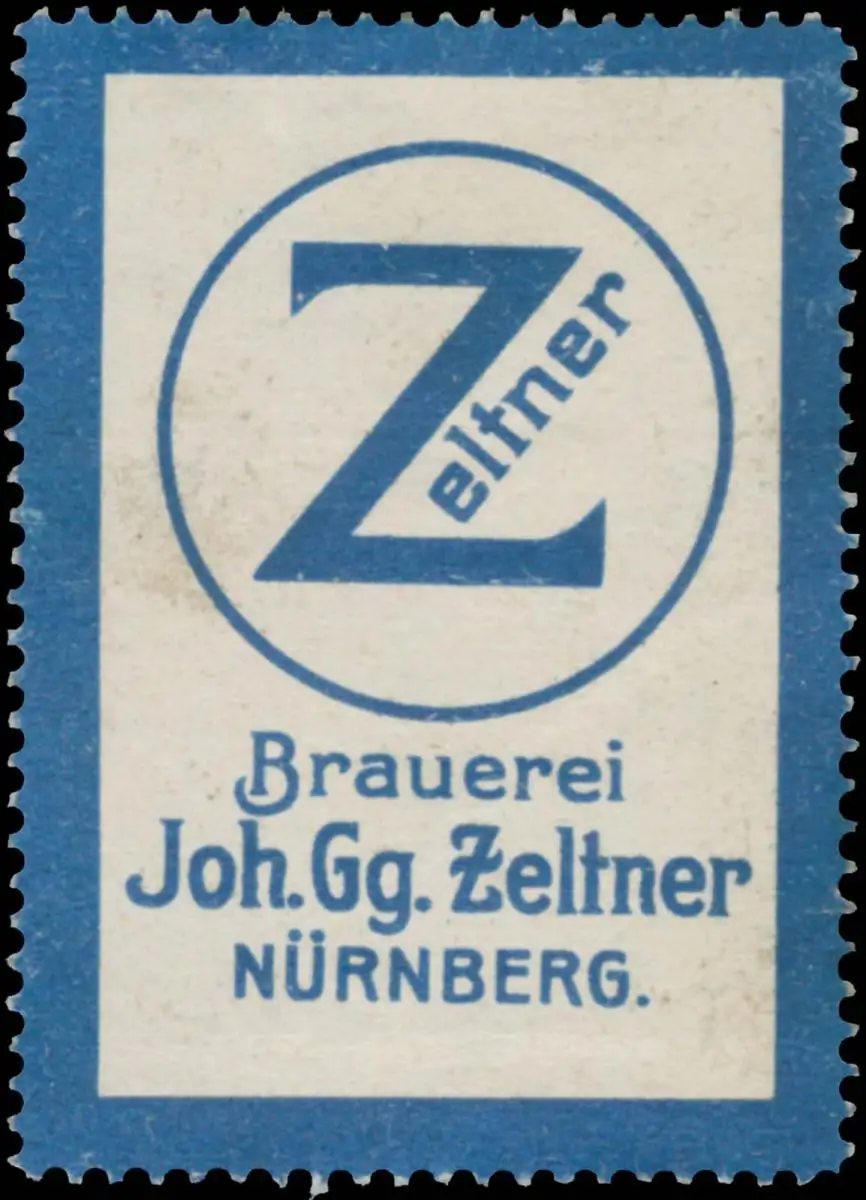 Zeltner
Brauerei
Joh. Gg. Zeltner
NÜRNBERG.